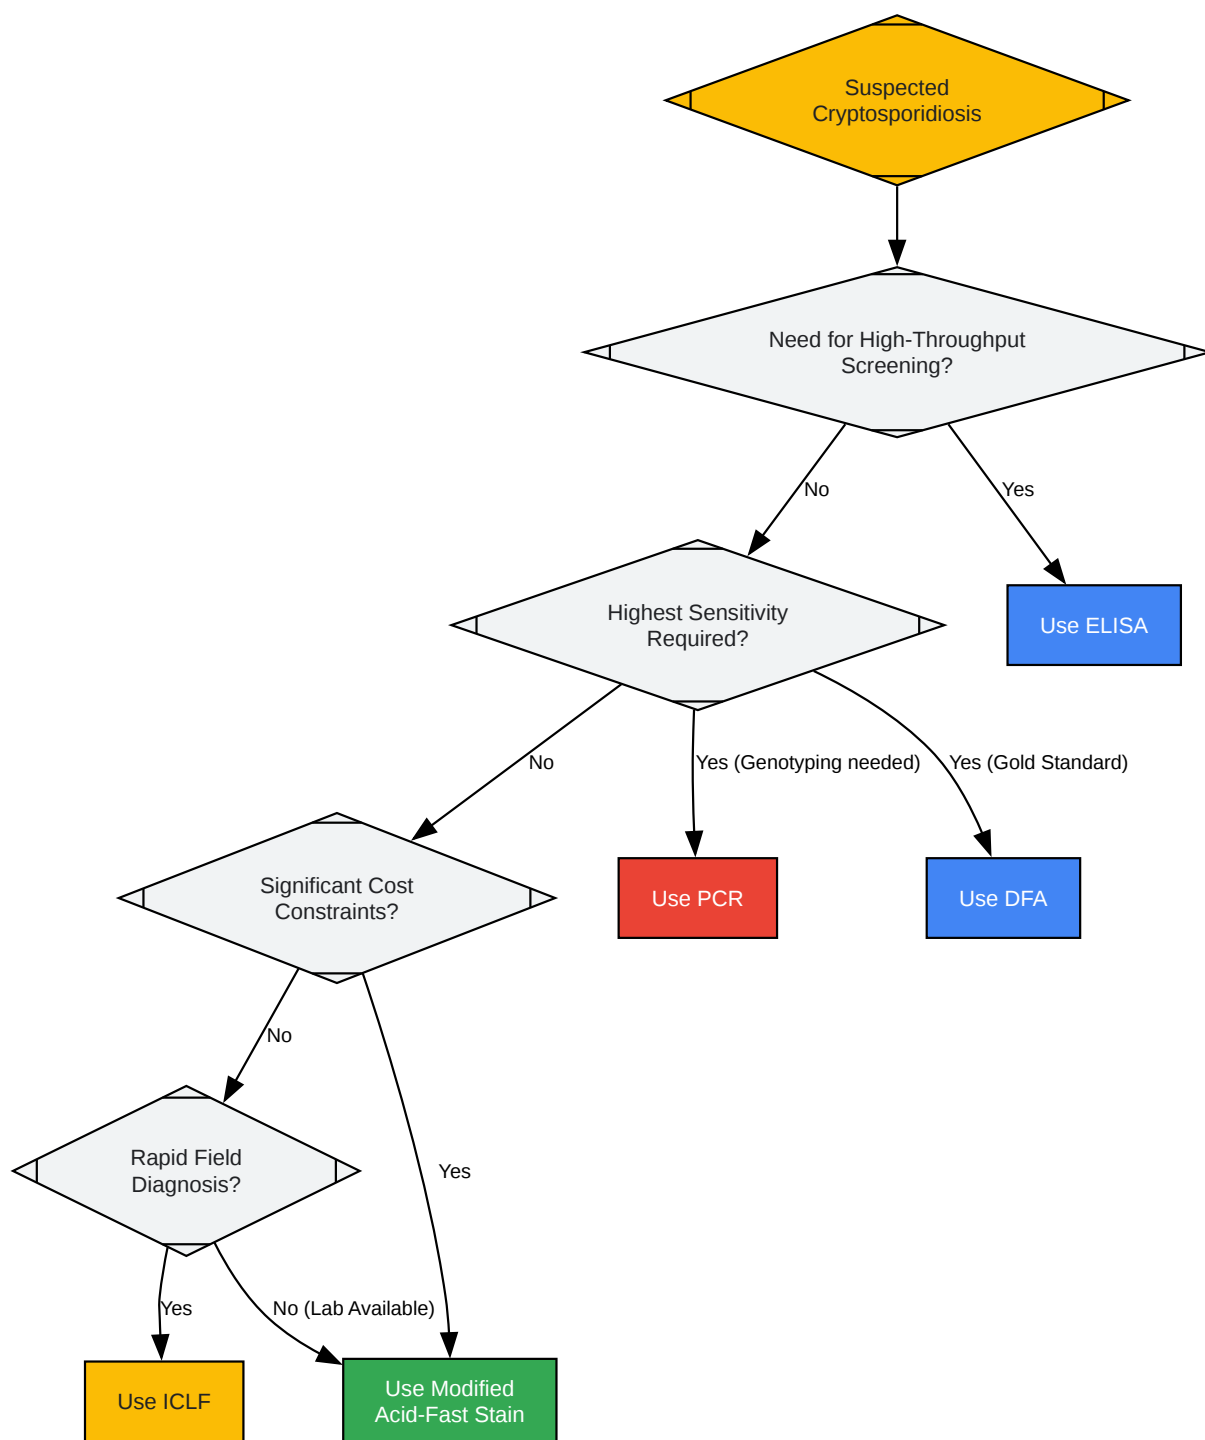 Suspected
Cryptosporidiosis
Need for High-Throughput
Screening?
No
Yes
Highest Sensitivity
Required?
Use ELISA
No
Yes (Genotyping needed)
Yes (Gold Standard)
Significant Cost
Constraints?
Use PCR
Use DFA
No
Yes
Rapid Field
Diagnosis?
Yes
No (Lab Available)
Use ICLF
Use Modified
Acid-Fast Stain